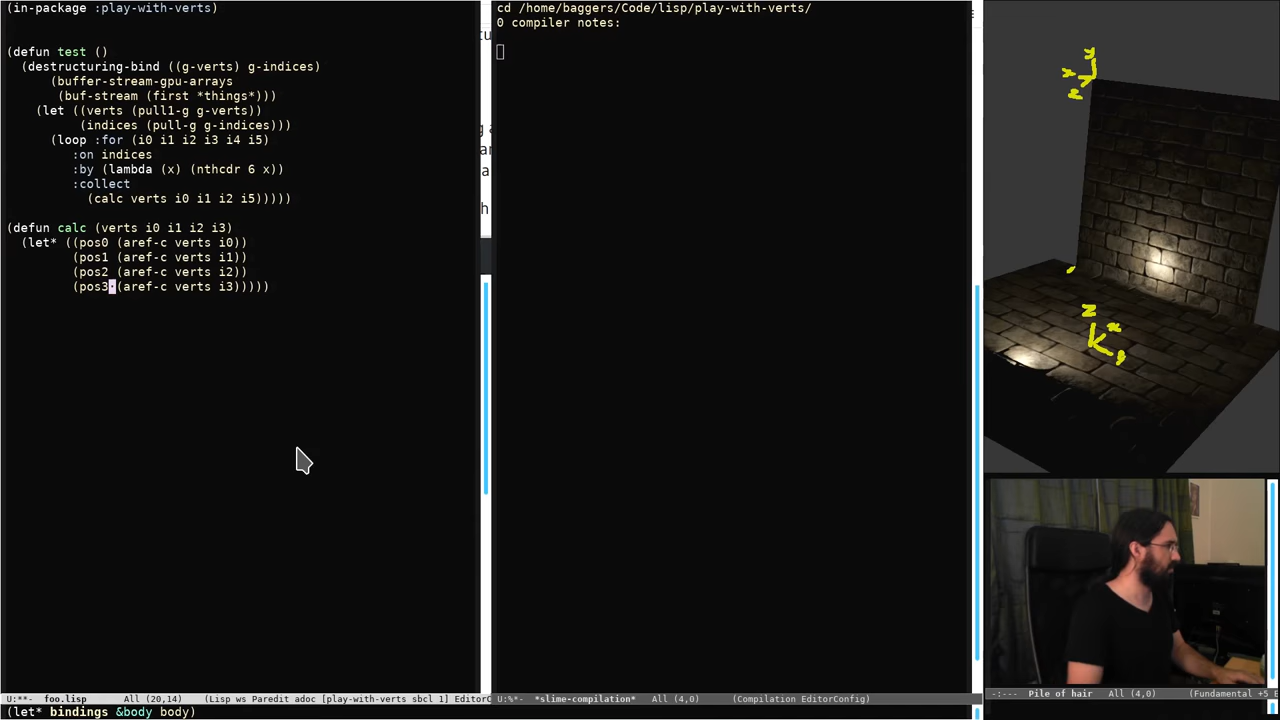 (in-package :play-with-verts)
(defun test ()
  (destructuring-bind ((g-verts) g-indices)
      (buffer-stream-gpu-arrays
       (buf-stream (first *things*)))
    (let ((verts (pull1-g g-verts))
          (indices (pull-g g-indices)))
      (loop :for (i0 i1 i2 i3 i4 i5)
         :on indices
         :by (lambda (x) (nthcdr 6 x))
         :collect
           (calc verts i0 i1 i2 i5)))))
(defun calc (verts i0 i1 i2 i3)
  (let* ((pos0 (aref-c verts i0))
         (pos1 (aref-c verts i1))
         (pos2 (aref-c verts i2))
         (pos3 (aref-c verts i3)))))
U:**-  foo.lisp      All (20,14)     (Lisp ws Paredit adoc [play-with-verts sbcl 1] EditorC
(let* bindings &body body)
cd /home/baggers/Code/lisp/play-with-verts/
0 compiler notes:
U:%*-  *slime-compilation*   All (4,0)      (Compilation EditorConfig)
y
x
z
z
x
-:---  Pile of hair   All (4,0)      (Fundamental +5 E